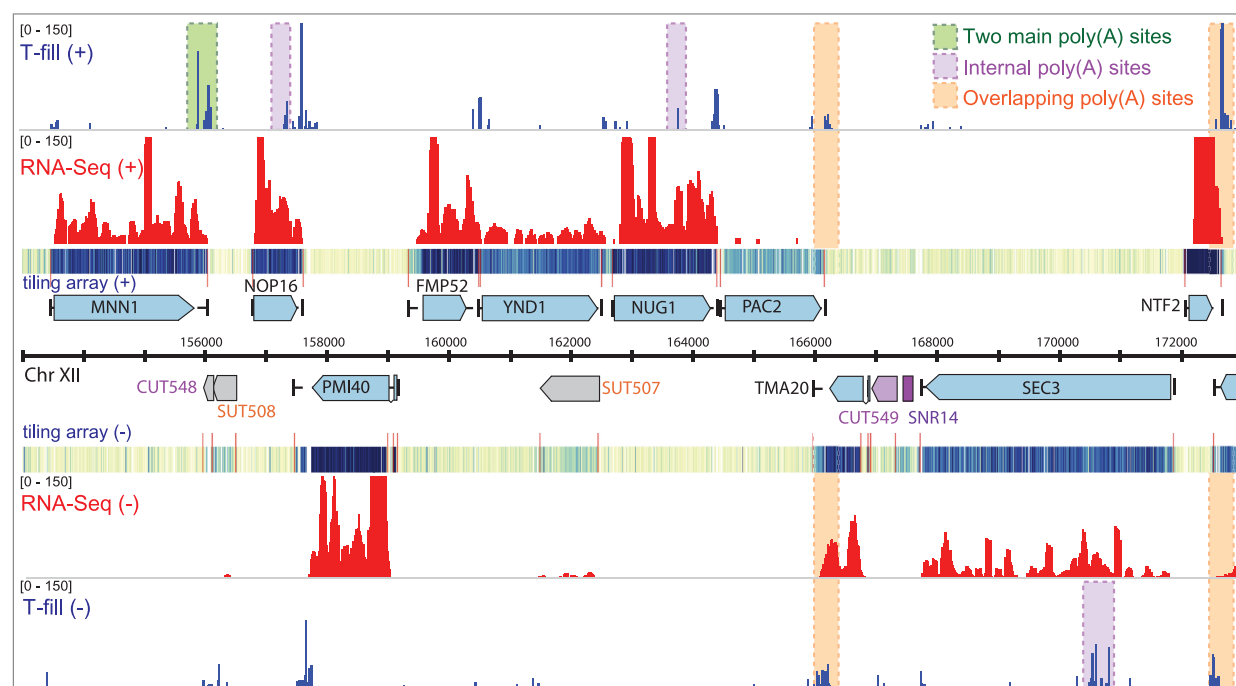 [0 - 150]
T-fill (+)
Two main poly(A) sites
Internal poly(A) sites
Overlapping poly(A) sites
[0 - 150]
RNA-Seq (+)
tiling array (+)
NOP16
FMP52
MNN1
YND1
NUG1
PAC2
NTF2
156000
158000
160000
162000
164000
166000
168000
170000
172000
Chr XII
CUT548
PMI40
SUT507
TMA20
SEC3
SUT508
CUT549
SNR14
tiling array (-)
[0 - 150]
RNA-Seq (-)
[0 - 150]
T-fill (-)